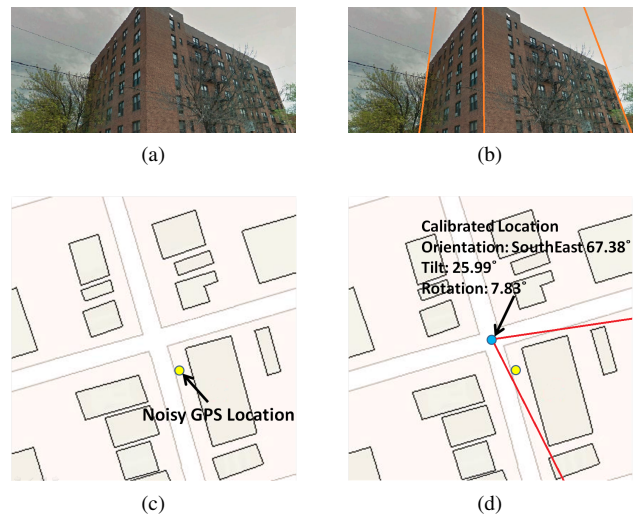 (a)
(b)
Calibrated Location
Orientation: SouthEast 67.38°
Tilt: 25.99°
Rotation: 7.83°
Noisy GPS Location
(c)
(d)